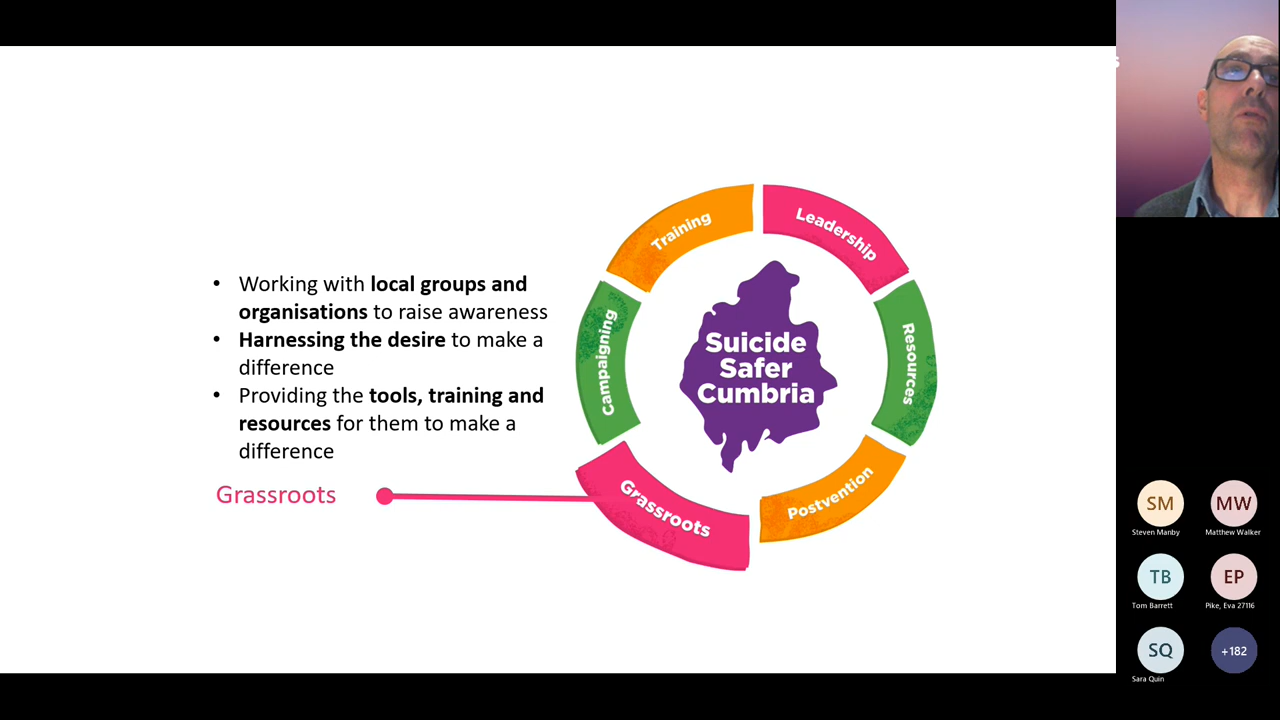 • Working with local groups and
organisations to raise awareness
• Harnessing the desire to make a
difference
• Providing the tools, training and
resources for them to make a
difference
Grassroots
Training
Leadership
Campaigning
Resources
Grassroots
Postvention
Suicide
Safer
Cumbria
SM
Steven Manby
MW
Matthew Walker
TB
Tom Barrett
EP
Pike, Eva 27116
SQ
Sara Quin
+182